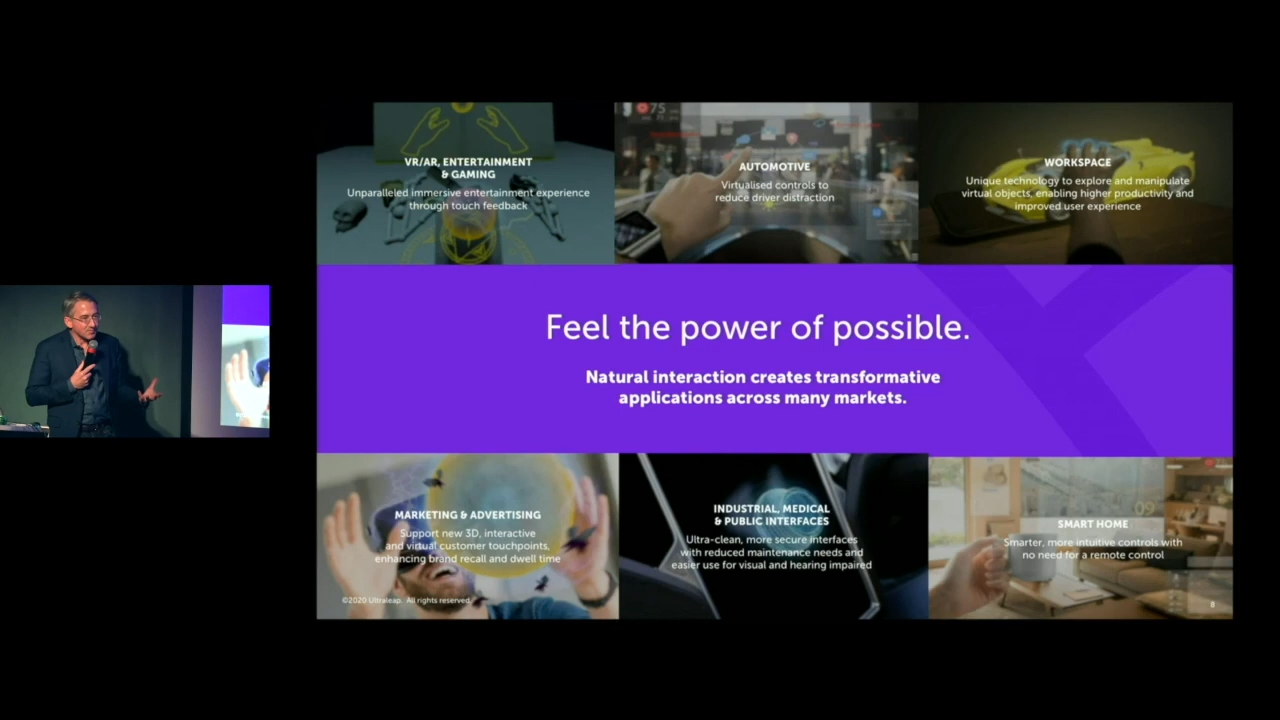 75
VR/AR, ENTERTAINMENT
& GAMING
Unparalleled immersive entertainment experience
through touch feedback
AUTOMOTIVE
Virtualised controls to
reduce driver distraction
WORKSPACE
Unique technology to explore and manipulate
virtual objects, enabling higher productivity and
improved user experience
Feel the power of possible.
Natural interaction creates transformative
applications across many markets.
MARKETING & ADVERTISING
Support new 3D, interactive
and virtual customer touchpoints,
enhancing brand recall and dwell time
INDUSTRIAL, MEDICAL
& PUBLIC INTERFACES
Ultra-clean, more secure interfaces
with reduced maintenance needs and
easier use for visual and hearing impaired
09
SMART HOME
Smarter, more intuitive controls with
no need for a remote control
©2020 Ultraleap. All rights reserved.
8